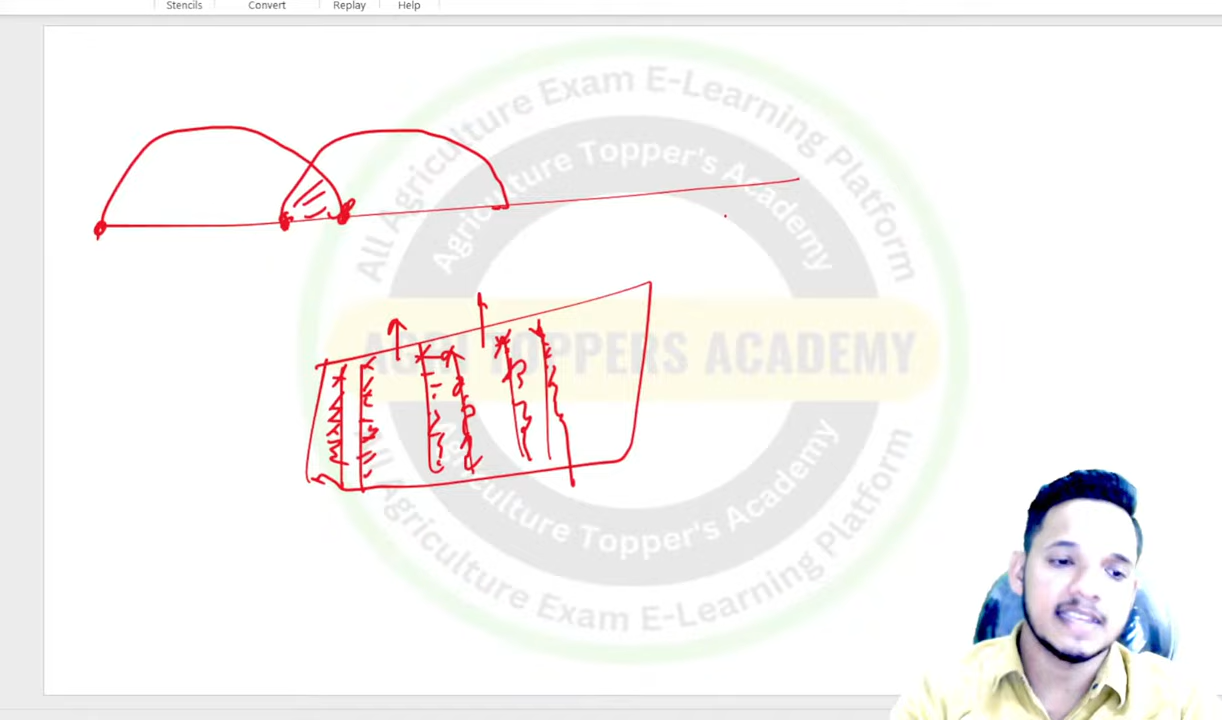 Stencils Convert Replay Help
All Agriculture Exam E-Learning Platform
Agriculture Topper's Academy
AGRI TOPPERS ACADEMY
Agriculture Topper's Academy
All Agriculture Exam E-Learning Platform